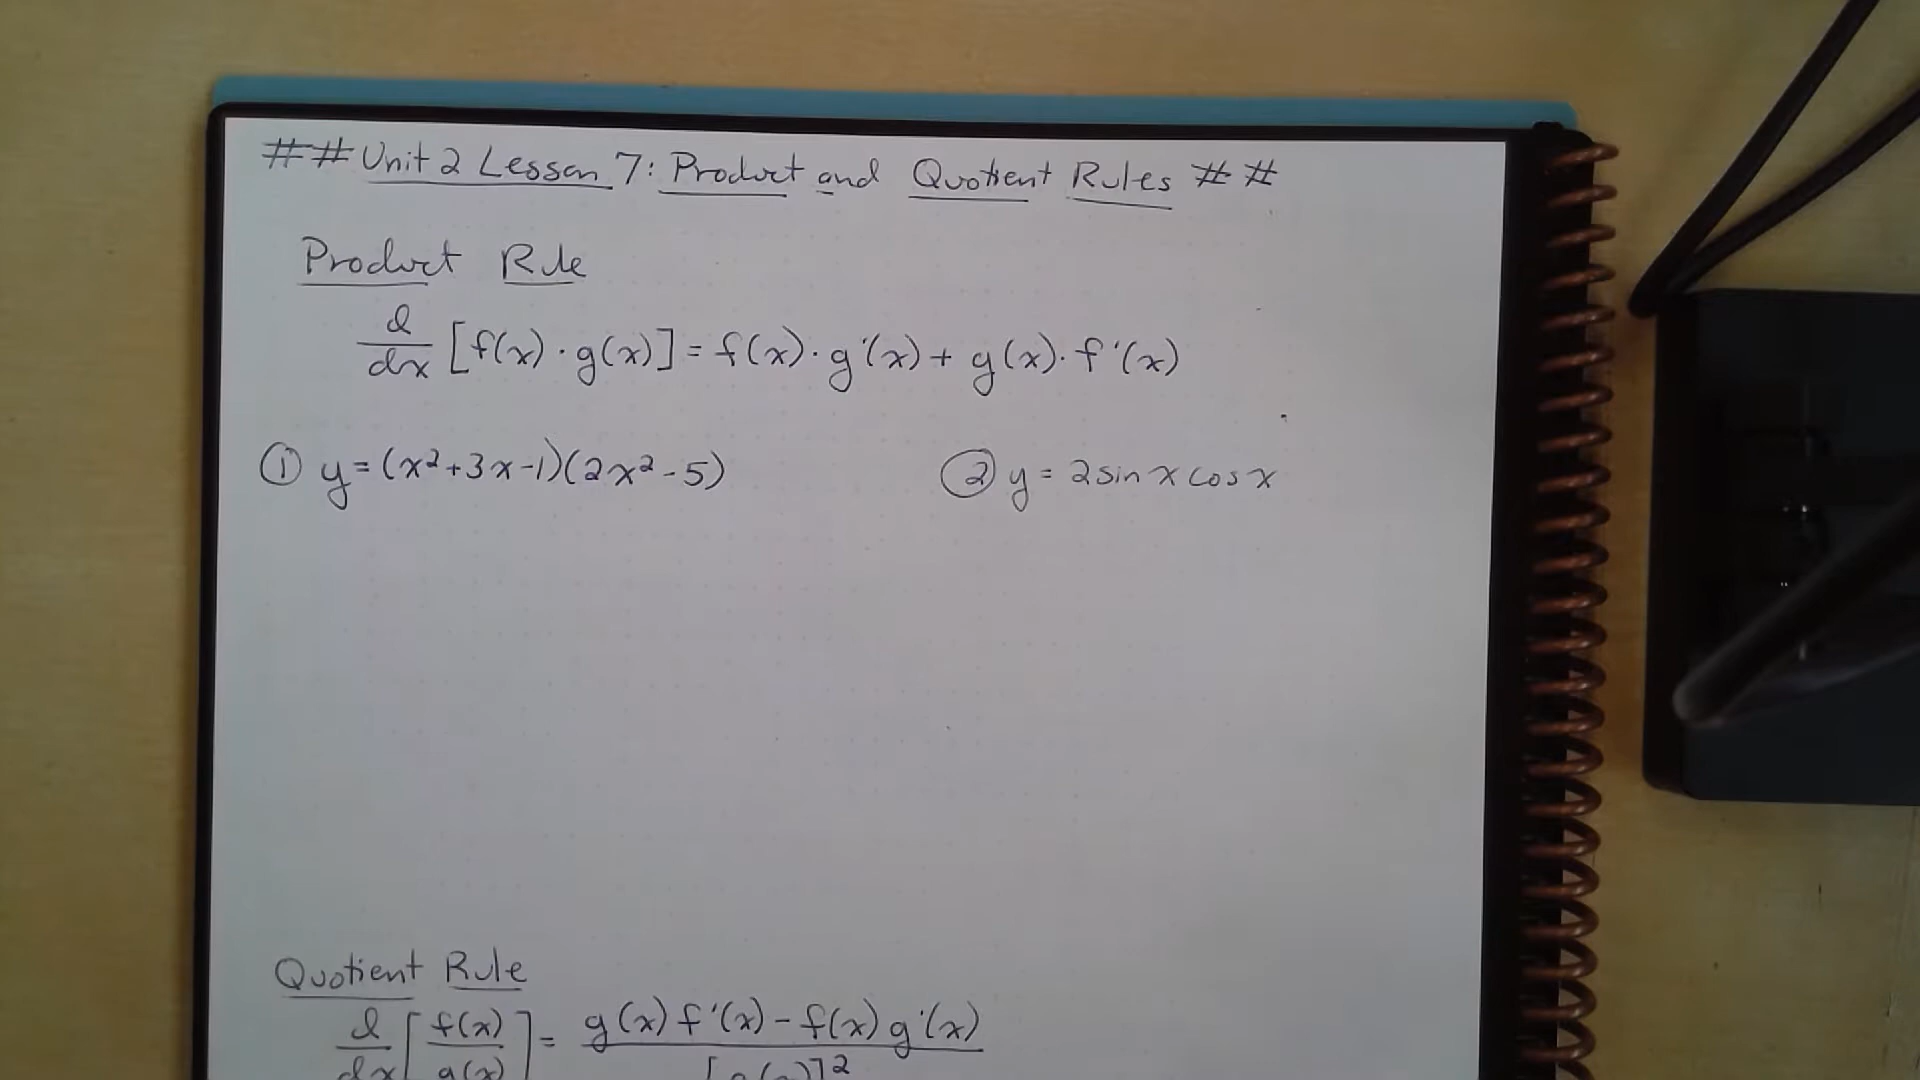 ## Unit 2 Lesson 7: Product and Quotient Rules ##
Product Rule
d/dx [f(x) · g(x)] = f(x) · g'(x) + g(x) · f'(x)
① y = (x²+3x-1)(2x²-5)
② y = 2sin x cos x
Quotient Rule
d/dx [f(x)/g(x)] = g(x) f'(x) - f(x) g'(x) / [g(x)]²